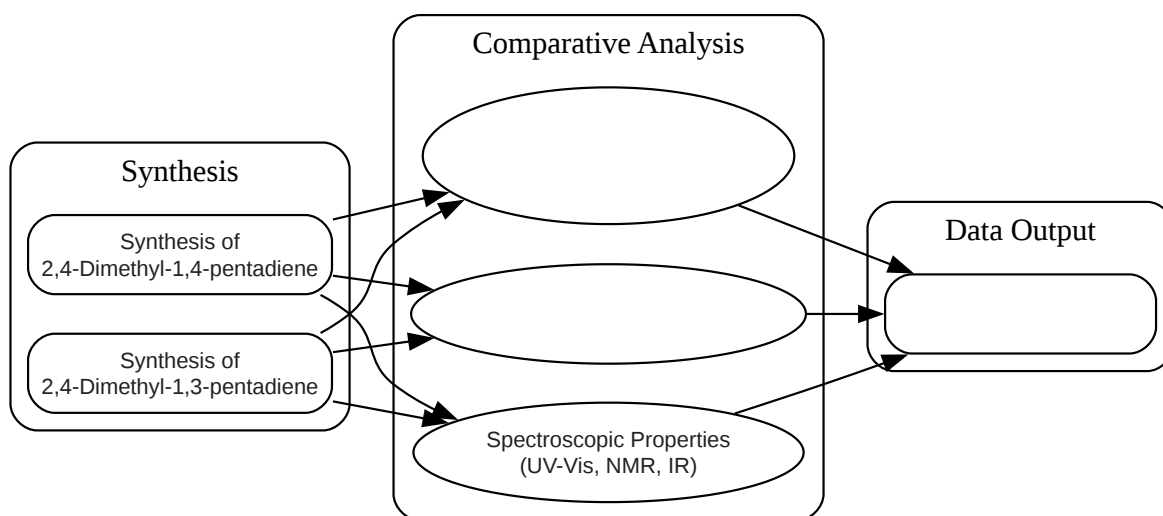 Comparative Analysis
Synthesis
Synthesis of
2,4-Dimethyl-1,4-pentadiene
Synthesis of
2,4-Dimethyl-1,3-pentadiene
Spectroscopic Properties
(UV-Vis, NMR, IR)
Data Output